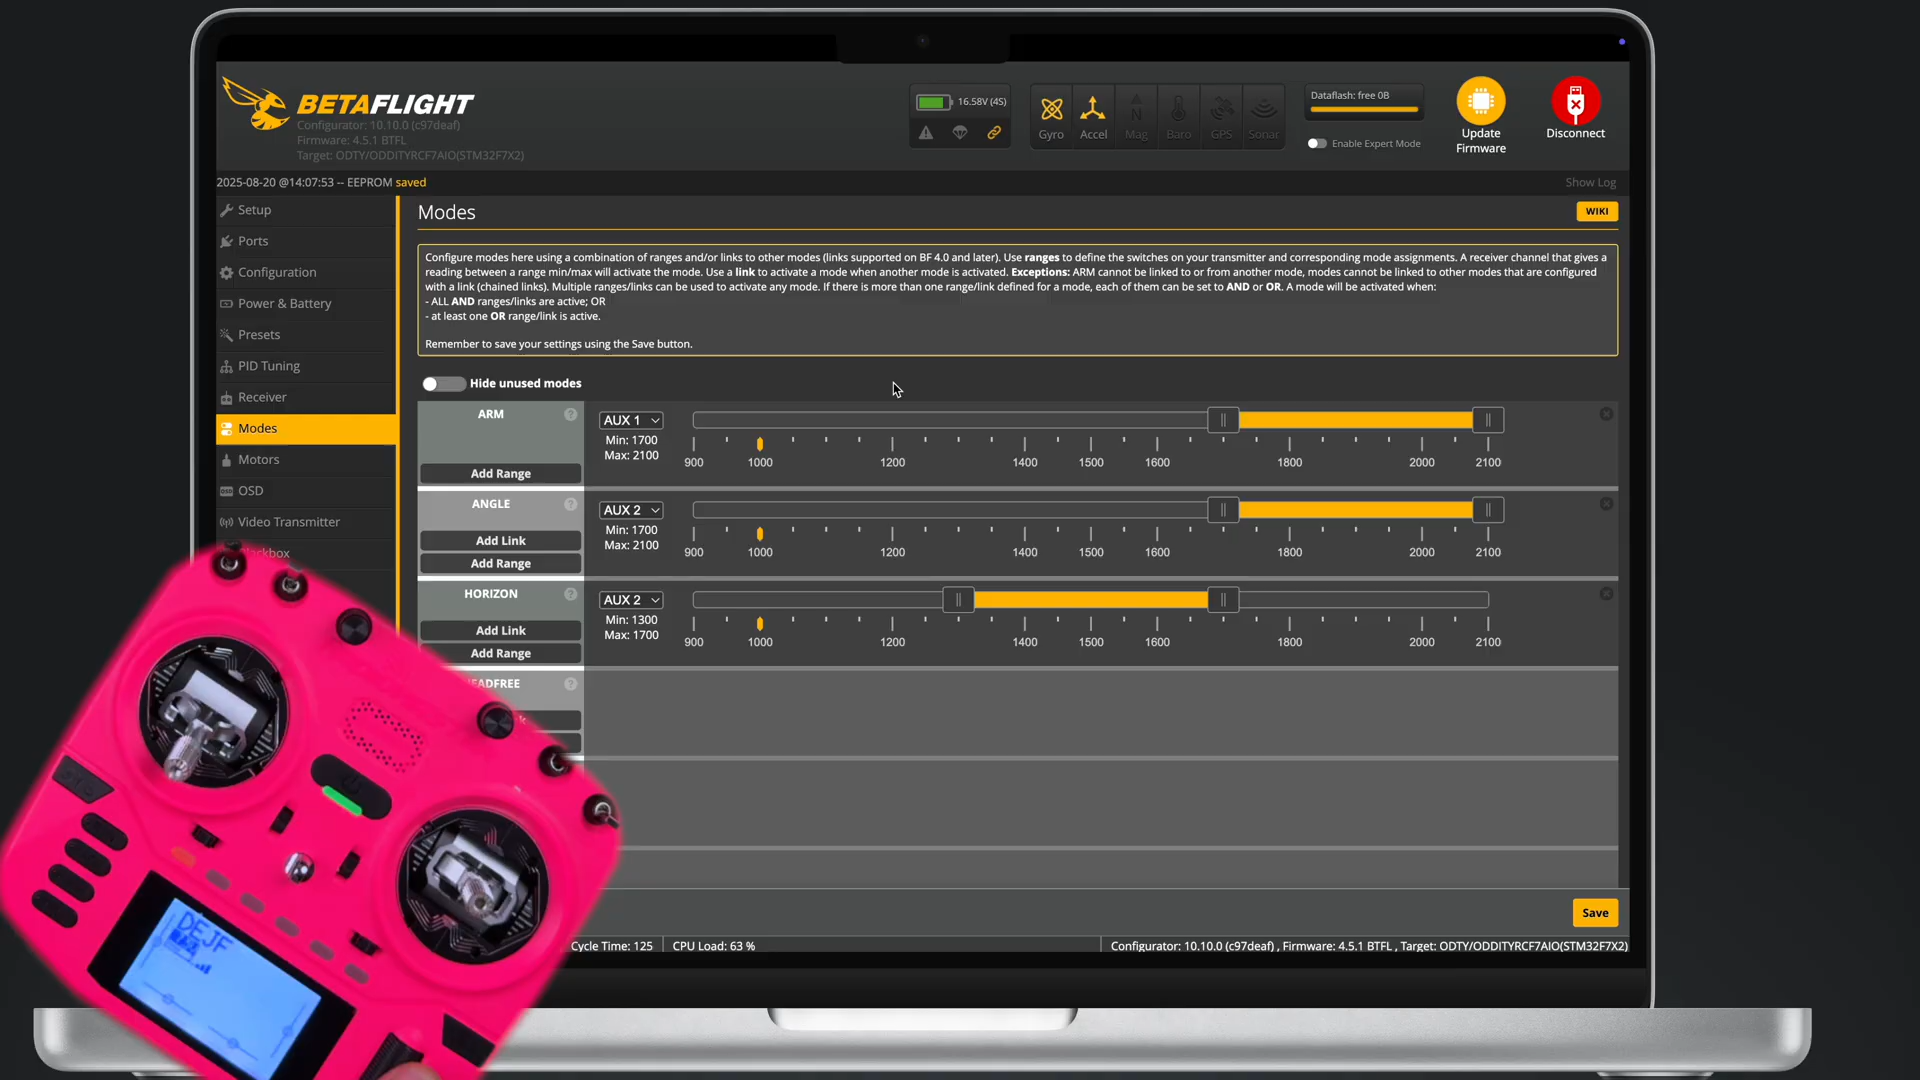 BETAFLIGHT
Configurator: 10.10.0 (c97deaf)
Firmware: 4.5.1 BTFL
Target: ODTY/ODDITYRCF7AIO(STM32F7X2)
16.58V (4S)
Gyro
Accel
Mag
Baro
GPS
Sonar
Dataflash: free 0B
Enable Expert Mode
Update
Firmware
Disconnect
2025-08-20 @14:07:53 -- EEPROM saved
Show Log
Setup
Ports
Configuration
Power & Battery
Presets
PID Tuning
Receiver
Modes
Motors
OSD
Video Transmitter
Modes
WIKI
Configure modes here using a combination of ranges and/or links to other modes (links supported on BF 4.0 and later). Use ranges to define the switches on your transmitter and corresponding mode assignments. A receiver channel that gives a
reading between a range min/max will activate the mode. Use a link to activate a mode when another mode is activated. Exceptions: ARM cannot be linked to or from another mode, modes cannot be linked to other modes that are configured
with a link (chained links). Multiple ranges/links can be used to activate any mode. If there is more than one range/link defined for a mode, each of them can be set to AND or OR. A mode will be activated when:
- ALL AND ranges/links are active; OR
- at least one OR range/link is active.
Remember to save your settings using the Save button.
Hide unused modes
ARM
Add Range
AUX 1
Min: 1700
Max: 2100
900 1000 1200 1400 1500 1600 1800 2000 2100
ANGLE
Add Link
Add Range
AUX 2
Min: 1700
Max: 2100
900 1000 1200 1400 1500 1600 1800 2000 2100
HORIZON
Add Link
Add Range
AUX 2
Min: 1300
Max: 1700
900 1000 1200 1400 1500 1600 1800 2000 2100
EADFREE
Save
Cycle Time: 125
CPU Load: 63 %
Configurator: 10.10.0 (c97deaf) , Firmware: 4.5.1 BTFL , Target: ODTY/ODDITYRCF7AIO(STM32F7X2)
DEJF